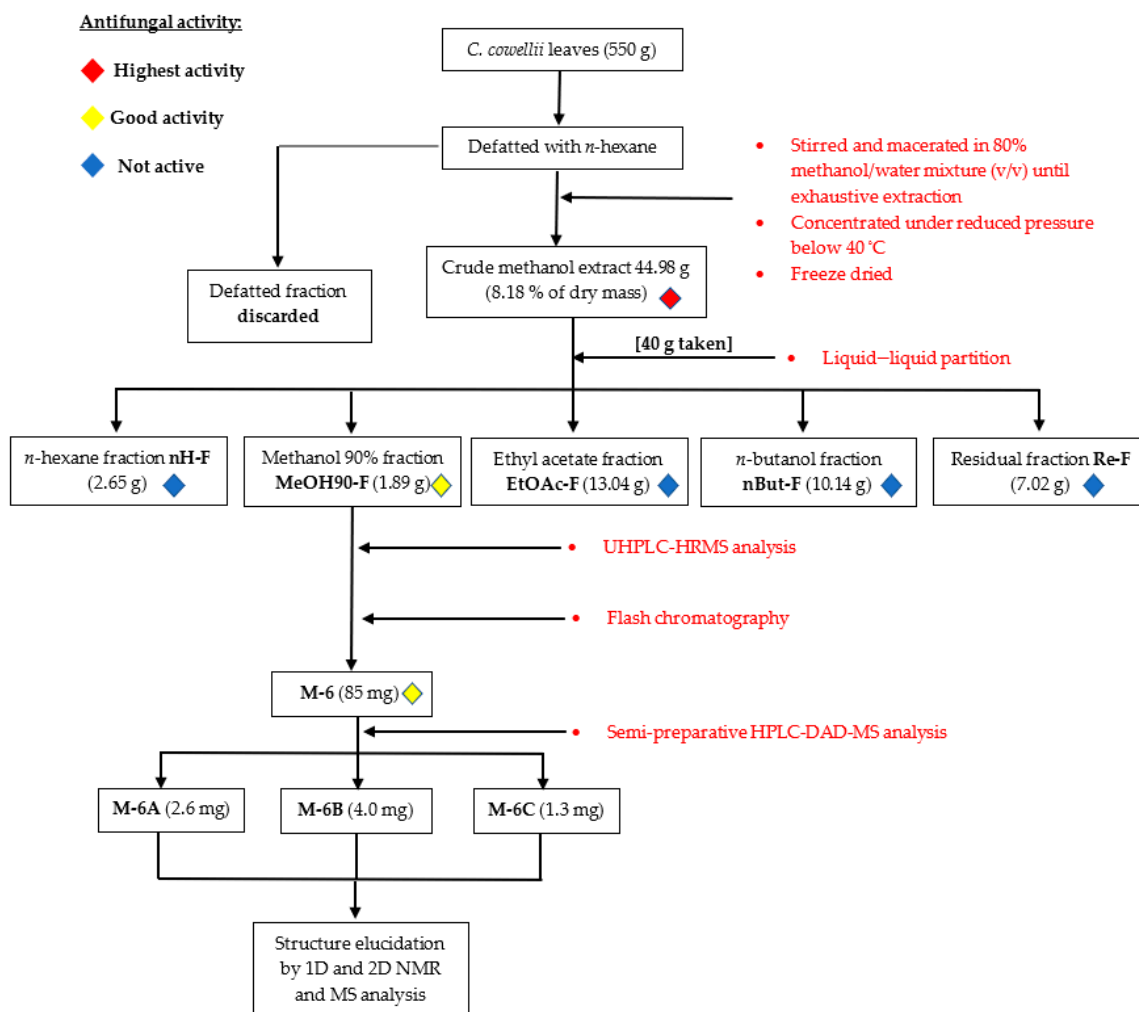 Antifungal activity:
Highest activity
Good activity
Not active
C. cowellii leaves (550 g)
Defatted with n-hexane
• Stirred and macerated in 80%
methanol/water mixture (v/v) until
exhaustive extraction
• Concentrated under reduced pressure
below 40 ˚C
• Freeze dried
Defatted fraction
discarded
Crude methanol extract 44.98 g
(8.18 % of dry mass)
[40 g taken]
• Liquid–liquid partition
n-hexane fraction nH-F
(2.65 g)
Methanol 90% fraction
MeOH90-F (1.89 g)
Ethyl acetate fraction
EtOAc-F (13.04 g)
n-butanol fraction
nBut-F (10.14 g)
Residual fraction Re-F
(7.02 g)
• UHPLC-HRMS analysis
• Flash chromatography
M-6 (85 mg)
• Semi-preparative HPLC-DAD-MS analysis
M-6A (2.6 mg)
M-6B (4.0 mg)
M-6C (1.3 mg)
Structure elucidation
by 1D and 2D NMR
and MS analysis